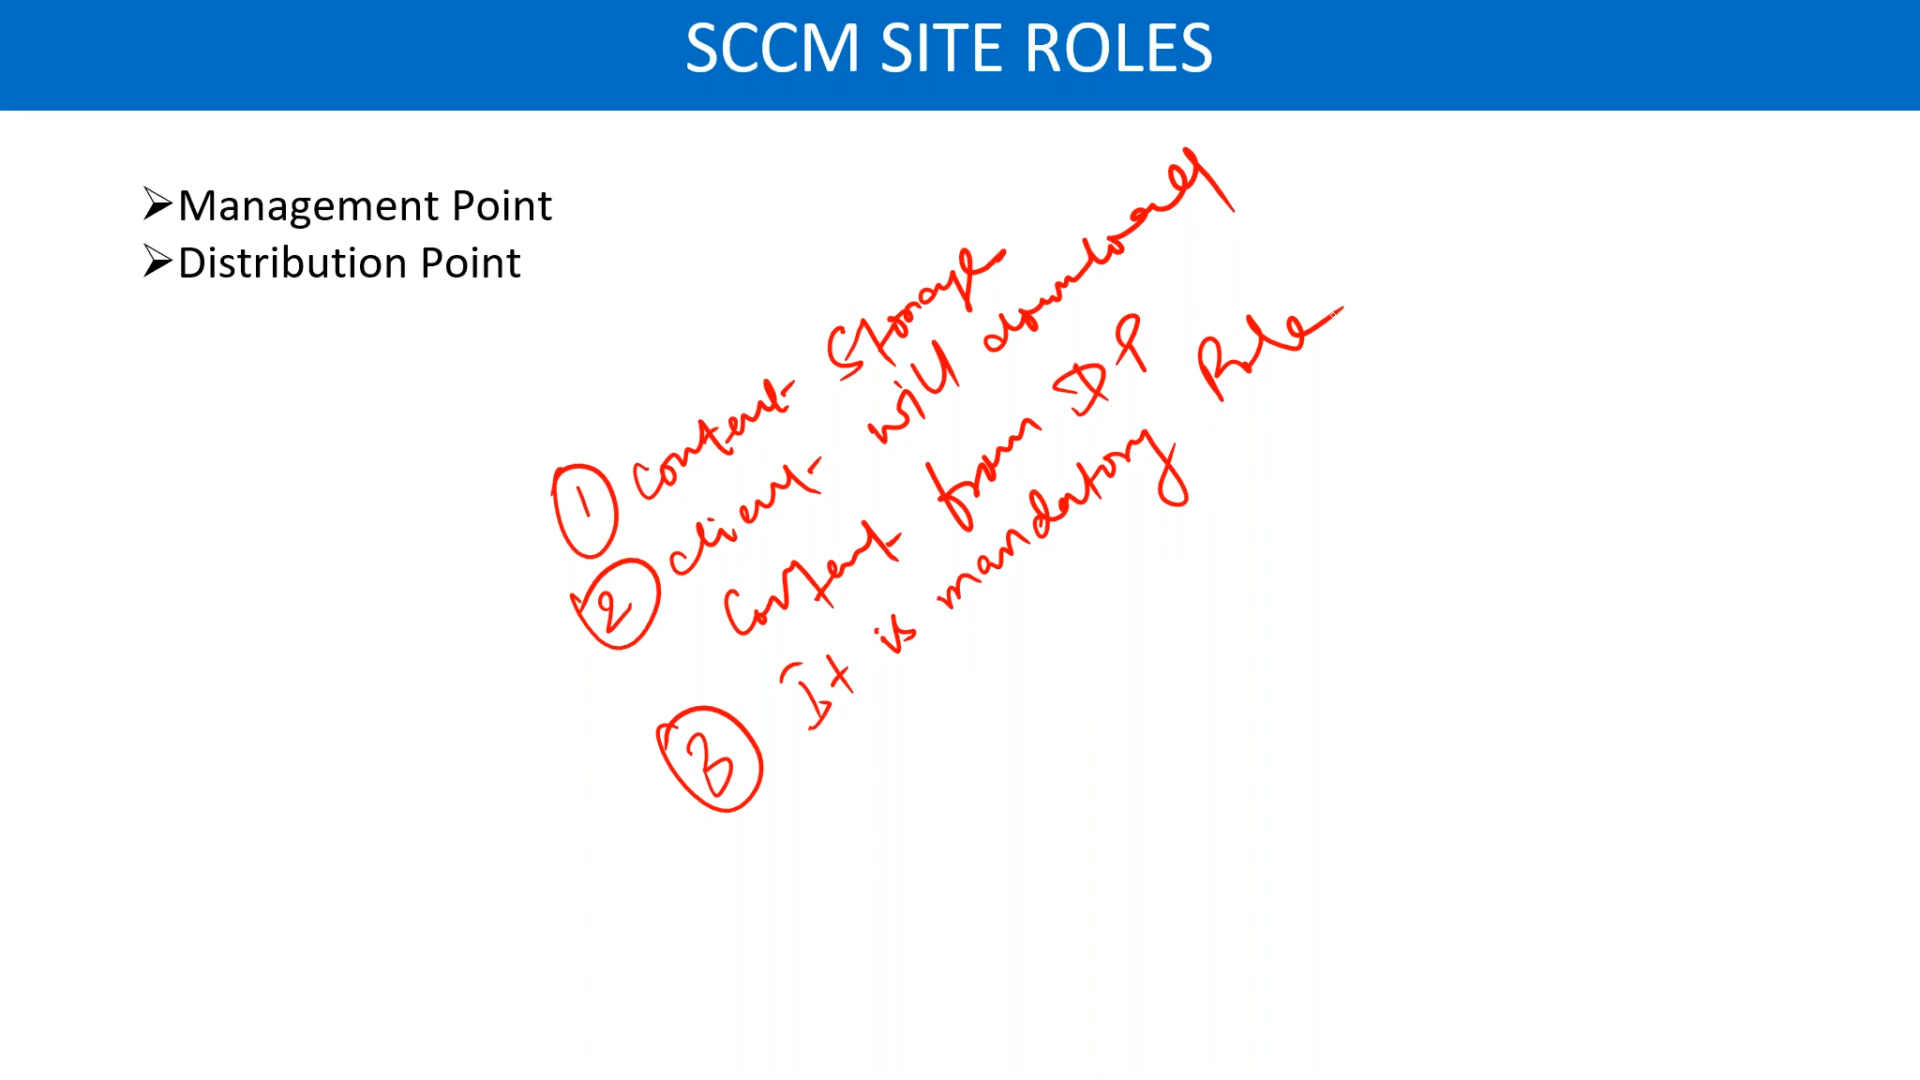 SCCM SITE ROLES
➢Management Point
➢Distribution Point
1 content Storage
2 client will download
content from DP
3 It is mandatory Role